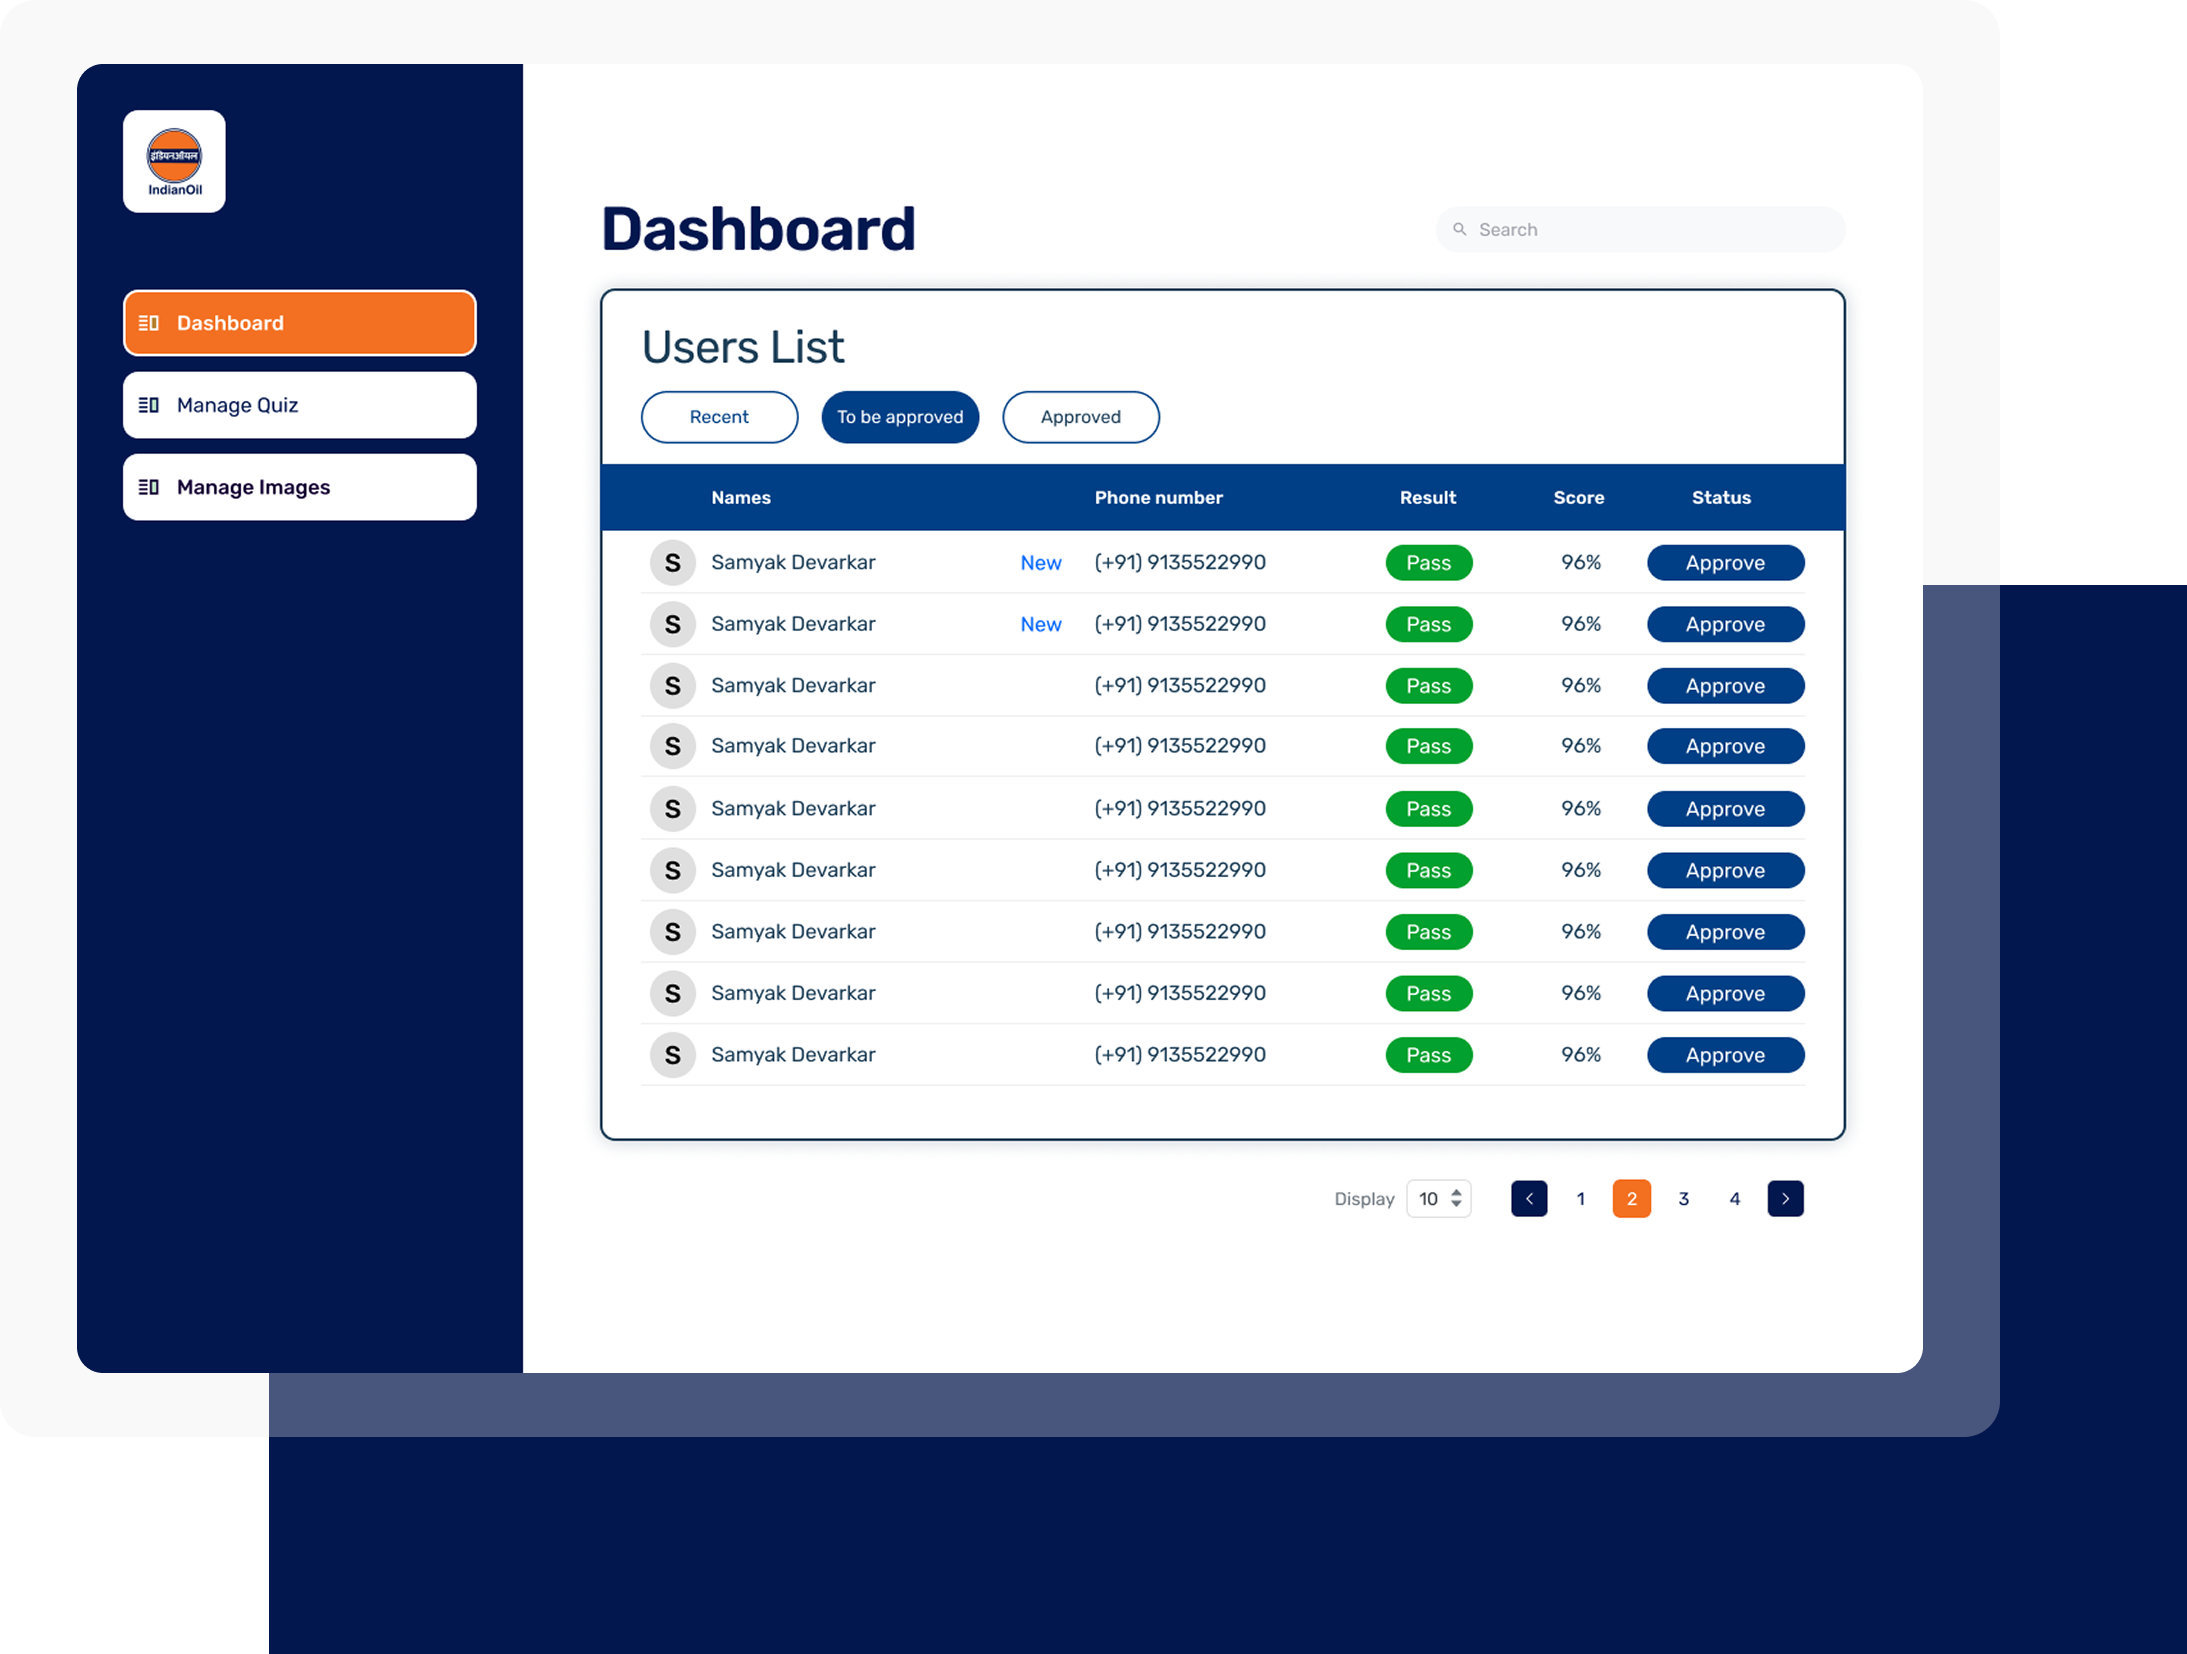 इंडियनऑयल
IndianOil
Dashboard
Manage Quiz
Manage Images
Dashboard
Search
Users List
Recent To be approved Approved
Names Phone number Result Score Status
S Samyak Devarkar New (+91) 9135522990 Pass 96% Approve
S Samyak Devarkar New (+91) 9135522990 Pass 96% Approve
S Samyak Devarkar (+91) 9135522990 Pass 96% Approve
S Samyak Devarkar (+91) 9135522990 Pass 96% Approve
S Samyak Devarkar (+91) 9135522990 Pass 96% Approve
S Samyak Devarkar (+91) 9135522990 Pass 96% Approve
S Samyak Devarkar (+91) 9135522990 Pass 96% Approve
S Samyak Devarkar (+91) 9135522990 Pass 96% Approve
S Samyak Devarkar (+91) 9135522990 Pass 96% Approve
Display 10 1 2 3 4